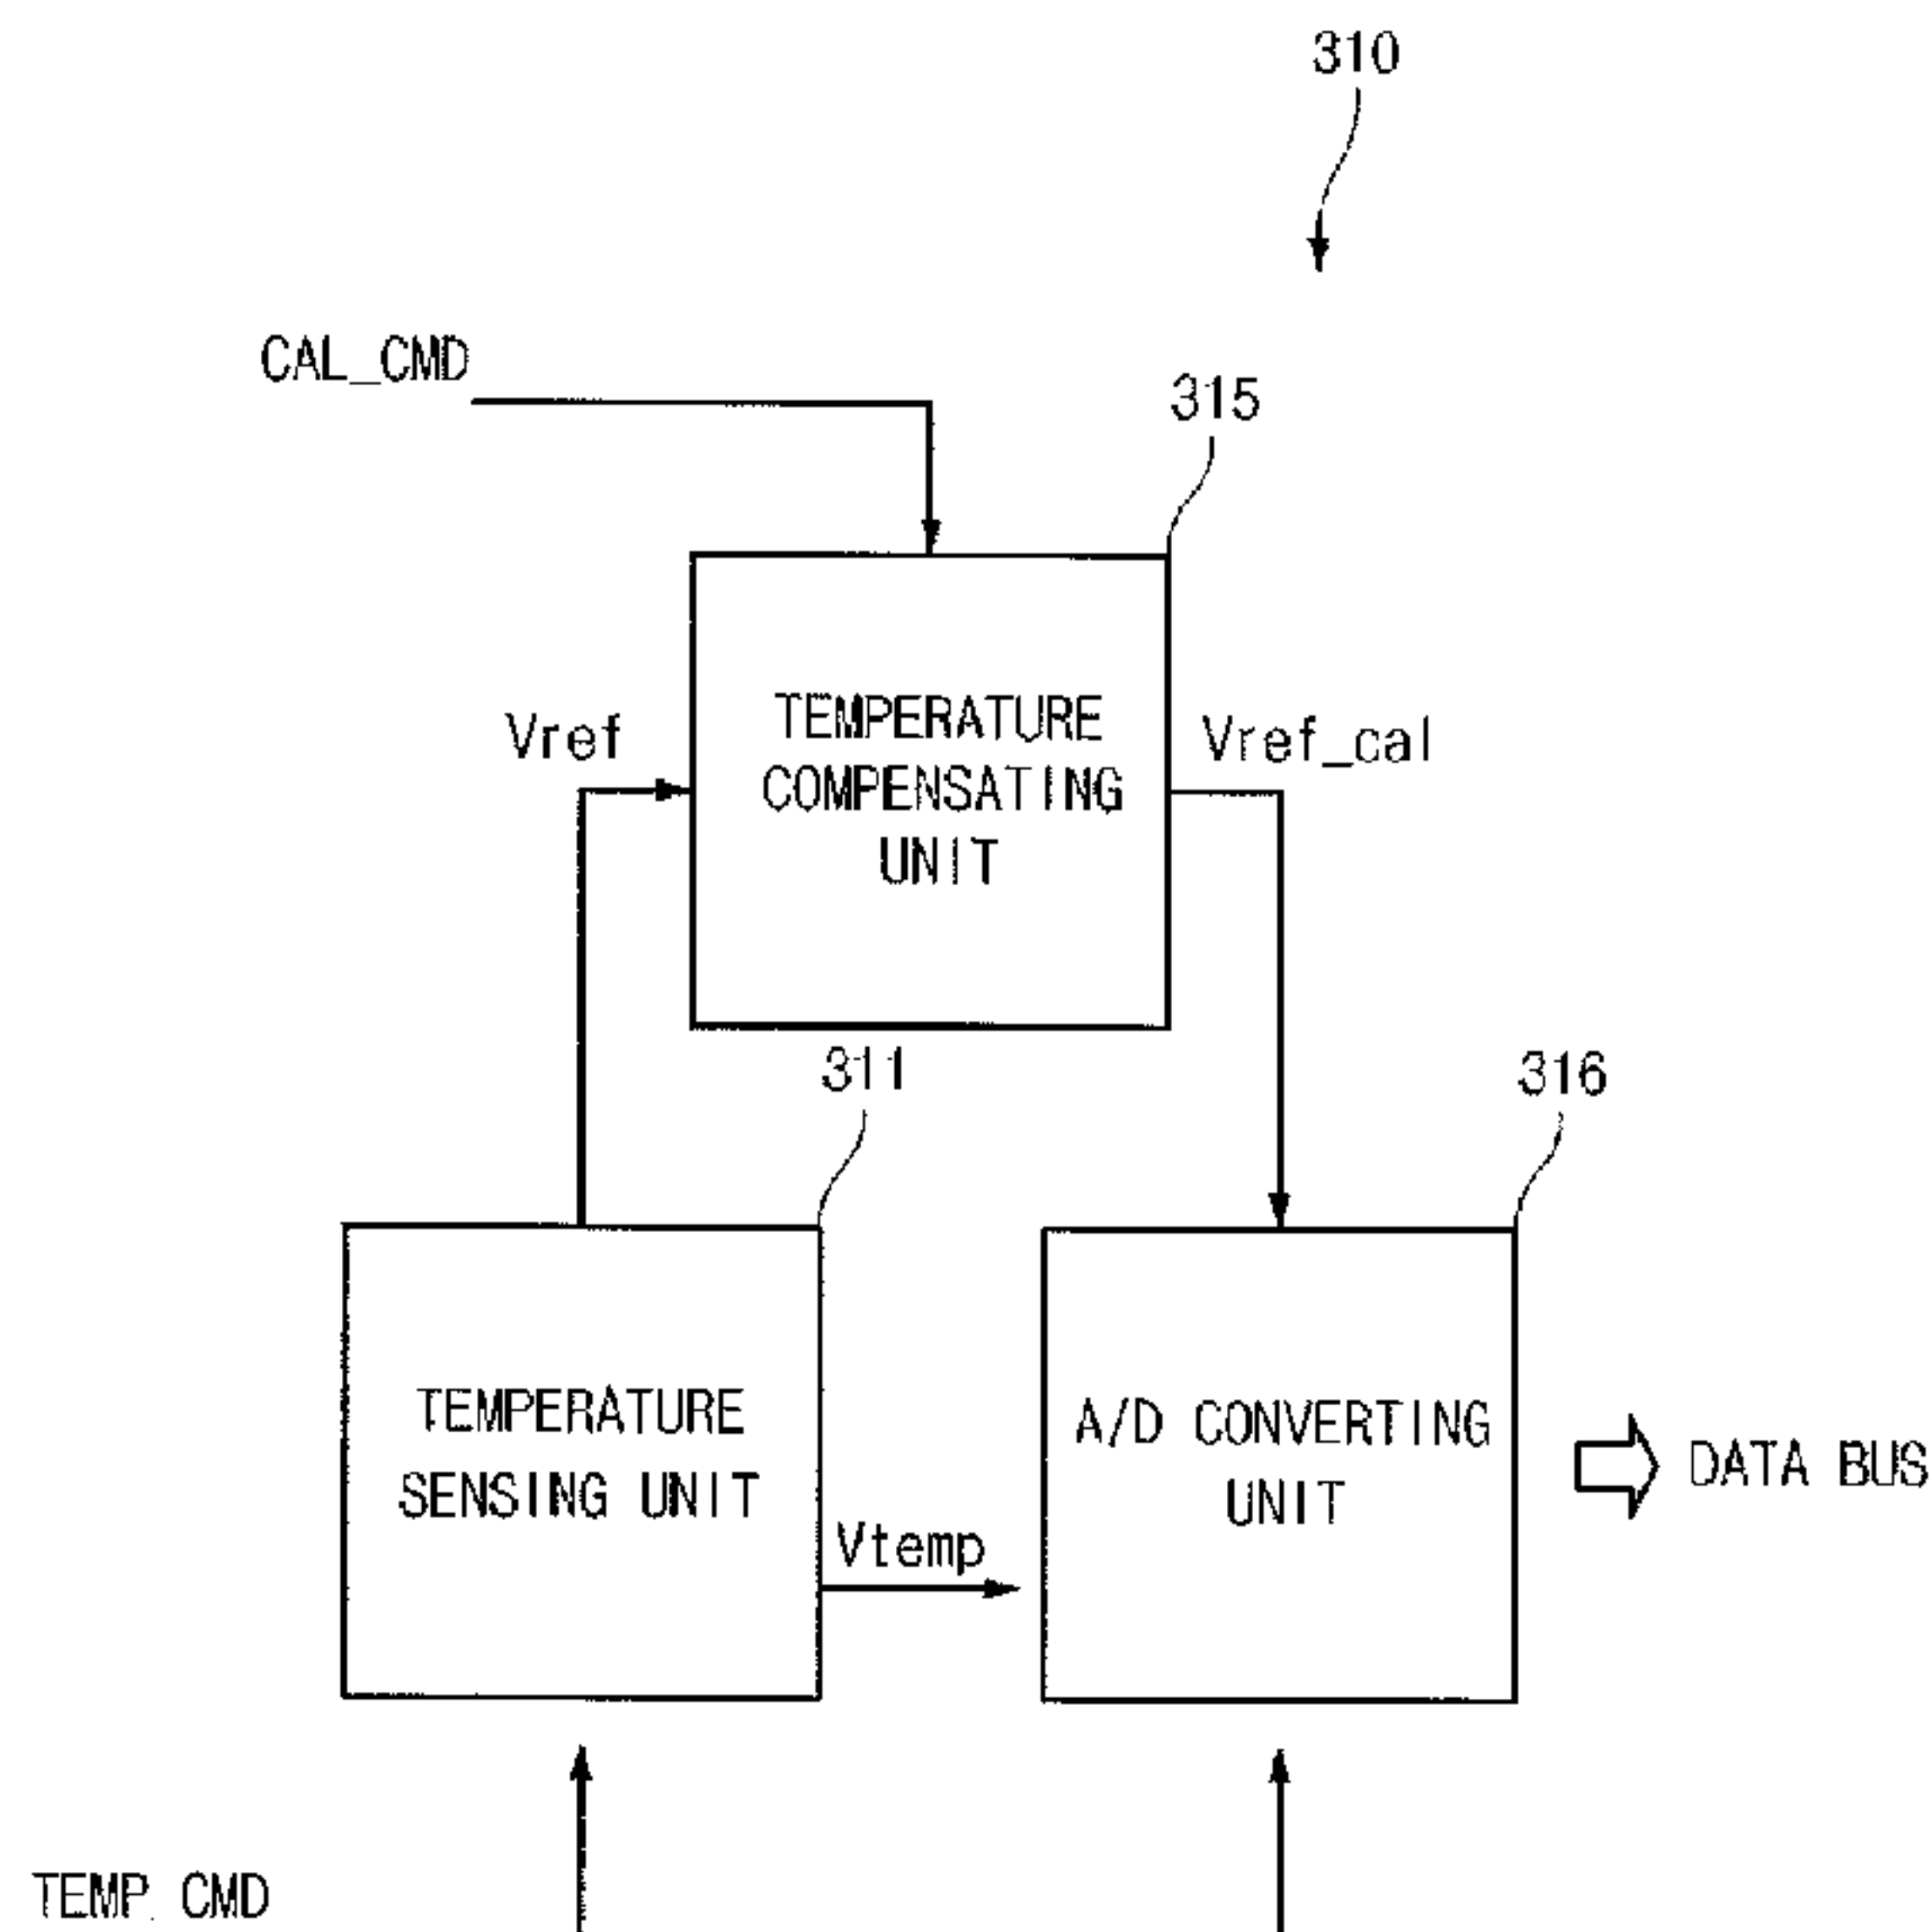 310
CAL_CMD
315
Vref
TEMPERATURE
COMPENSATING
UNIT
Vref_cal
311
316
TEMPERATURE
SENSING UNIT
A/D CONVERTING
UNIT
DATA BUS
Vtemp
TEMP CMD